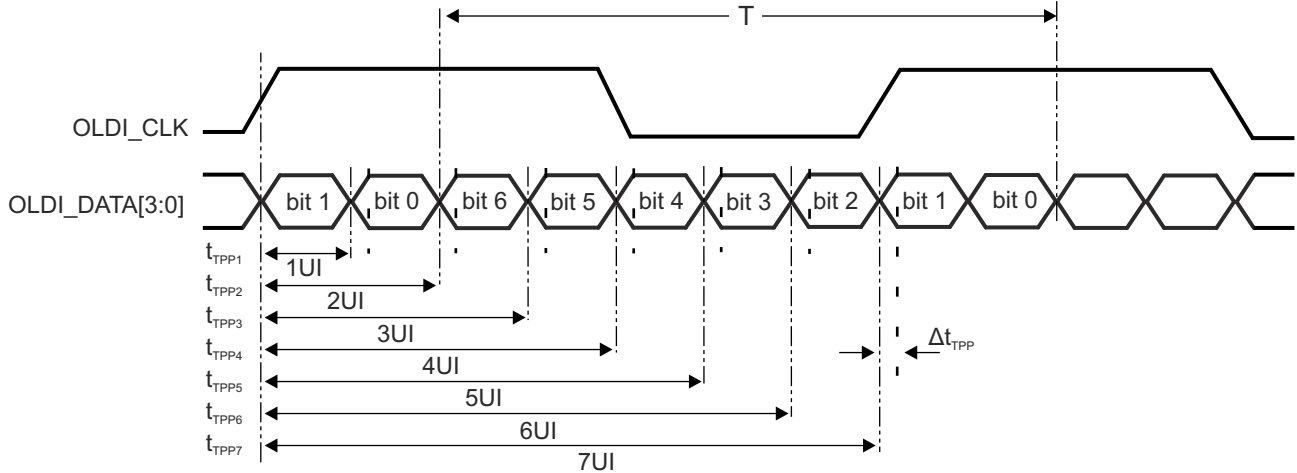 T
OLDI_CLK
OLDI_DATA[3:0] bit 1 bit 0 bit 6 bit 5 bit 4 bit 3 bit 2 bit 1 bit 0
tTPP1 1UI
tTPP2 2UI
tTPP3 3UI
tTPP4 4UI ΔtTPP
tTPP5 5UI
tTPP6 6UI
tTPP7 7UI